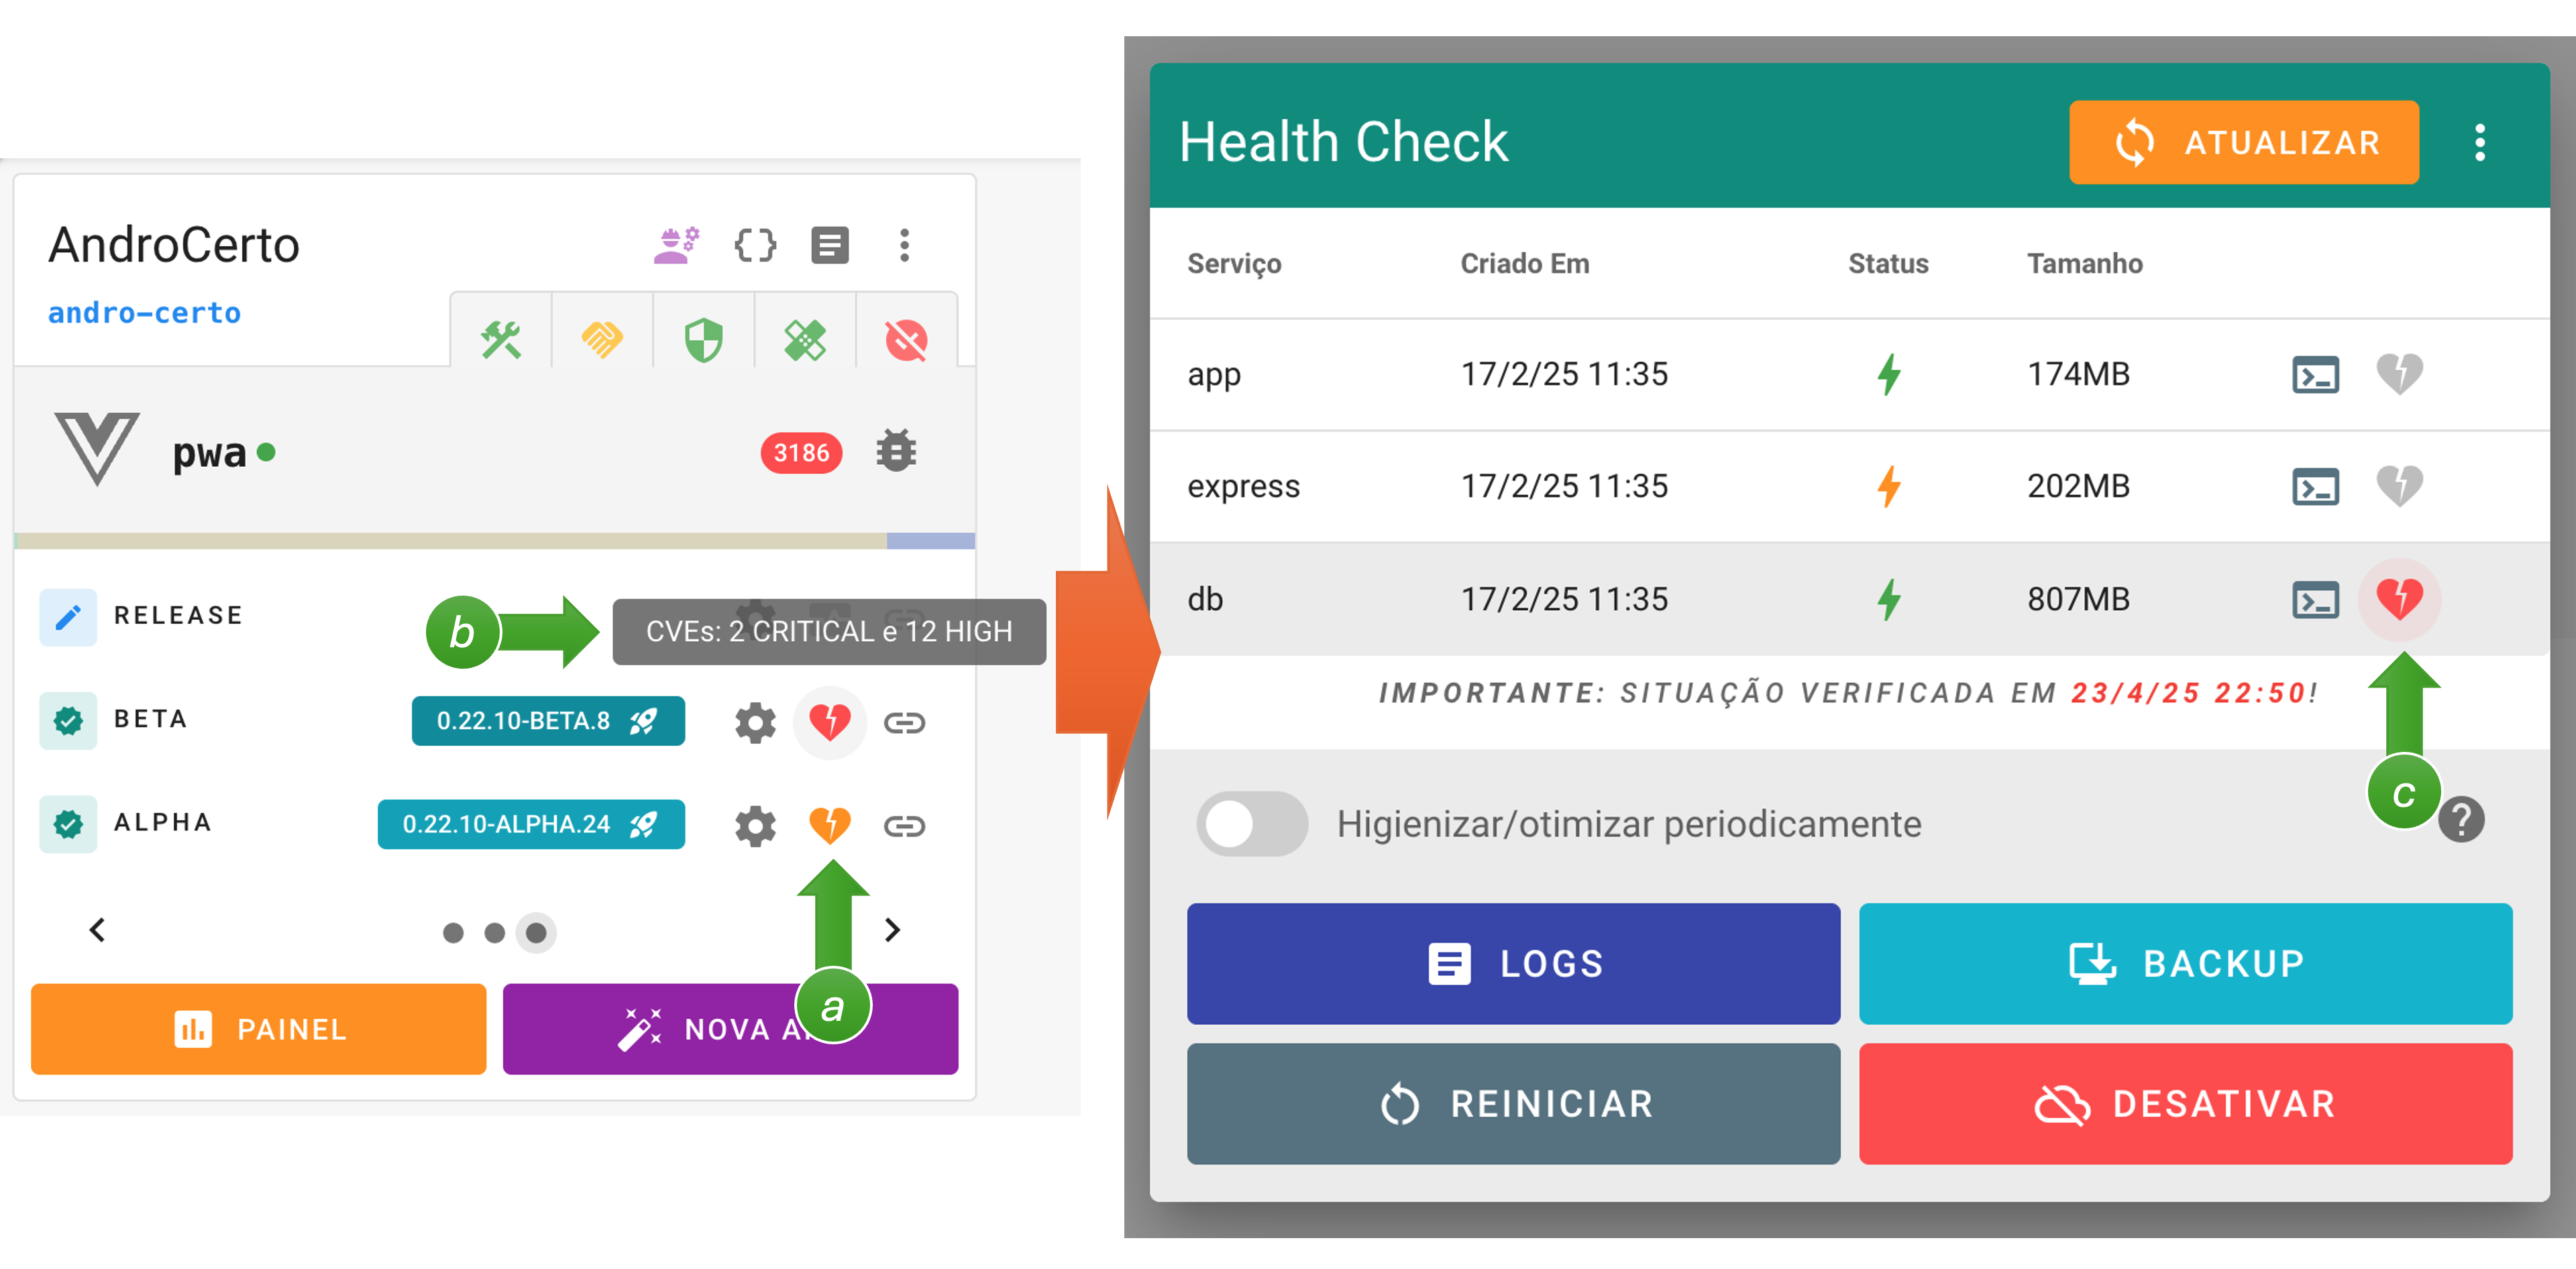 AndroCerto
andro-certo
pwa
3186
RELEASE
b
CVEs: 2 CRITICAL e 12 HIGH
BETA
0.22.10-BETA.8
ALPHA
0.22.10-ALPHA.24
a
PAINEL
NOVA
Health Check
ATUALIZAR
Serviço Criado Em Status Tamanho
app 17/2/25 11:35 174MB
express 17/2/25 11:35 202MB
db 17/2/25 11:35 807MB
IMPORTANTE: SITUAÇÃO VERIFICADA EM 23/4/25 22:50!
c
Higienizar/otimizar periodicamente
?
LOGS
BACKUP
REINICIAR
DESATIVAR